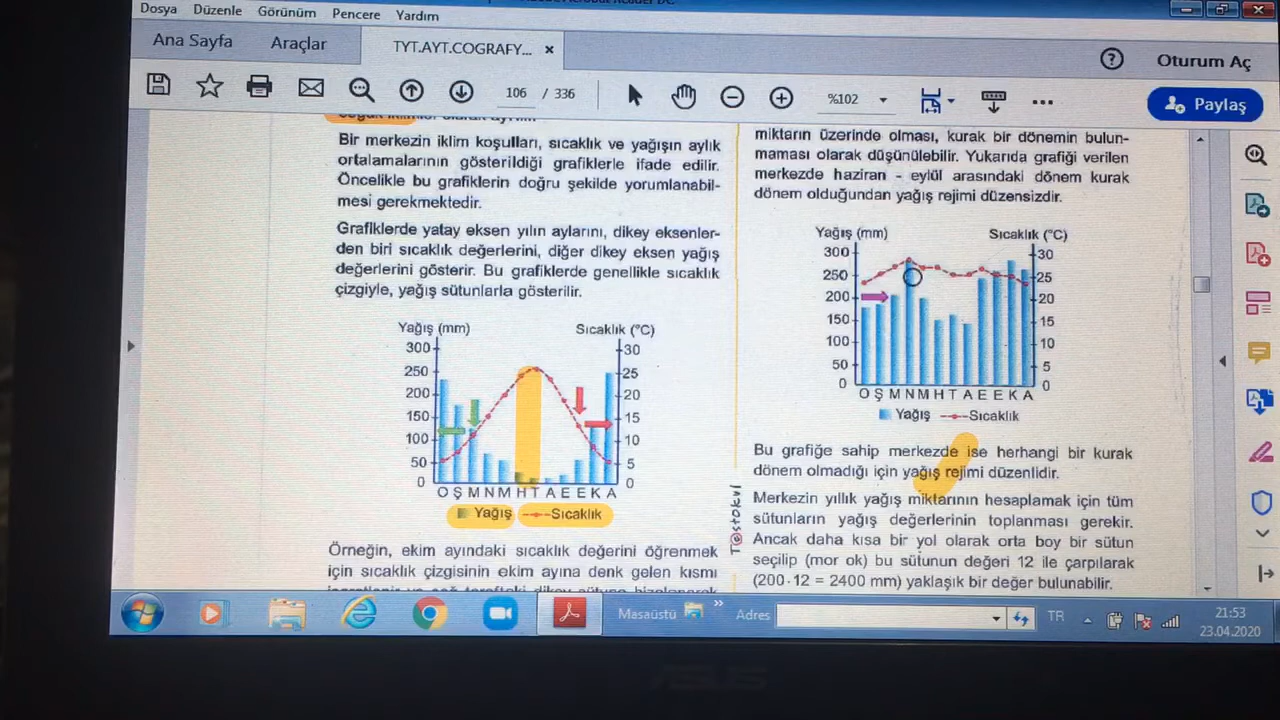 Dosya Düzenle Görünüm Pencere Yardım
Ana Sayfa Araçlar TYT.AYT.COGRAFY... × ? Oturum Aç
106 / 336 %102 Paylaş
Bir merkezin iklim koşulları, sıcaklık ve yağışın aylık
ortalamalarının gösterildiği grafiklerle ifade edilir.
Öncelikle bu grafiklerin doğru şekilde yorumlanabil-
mesi gerekmektedir.
Grafiklerde yatay eksen yılın aylarını, dikey eksenler-
den biri sıcaklık değerlerini, diğer dikey eksen yağış
değerlerini gösterir. Bu grafiklerde genellikle sıcaklık
çizgiyle, yağış sütunlarla gösterilir.
Yağış (mm) Sıcaklık (°C)
300 30
250 25
200 20
150 15
100 10
50 5
0 0
O Ş M N M H T A E E K A
Yağış Sıcaklık
Örneğin, ekim ayındaki sıcaklık değerini öğrenmek
için sıcaklık çizgisinin ekim ayına denk gelen kısmı
miktarın üzerinde olması, kurak bir dönemin bulun-
maması olarak düşünülebilir. Yukarıda grafiği verilen
merkezde haziran - eylül arasındaki dönem kurak
dönem olduğundan yağış rejimi düzensizdir.
Yağış (mm) Sıcaklık (°C)
300 30
250 25
200 20
150 15
100 10
50 5
0 0
O Ş M N M H T A E E K A
Yağış Sıcaklık
Bu grafiğe sahip merkezde ise herhangi bir kurak
dönem olmadığı için yağış rejimi düzenlidir.
Merkezin yıllık yağış miktarının hesaplamak için tüm
sütunların yağış değerlerinin toplanması gerekir.
Ancak daha kısa bir yol olarak orta boy bir sütun
seçilip (mor ok) bu sütunun değeri 12 ile çarpılarak
(200·12 = 2400 mm) yaklaşık bir değer bulunabilir.
T@stokul
Masaüstü » Adres TR 21:53
23.04.2020
ASUS